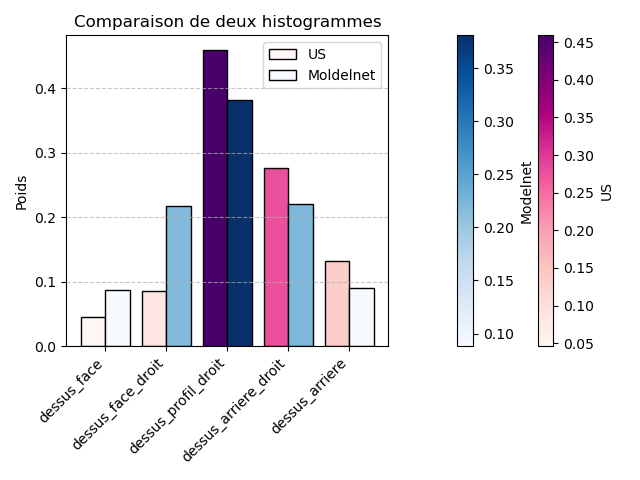 Comparaison de deux histogrammes
US
Moldelnet
Poids
0.4
0.3
0.2
0.1
0.0
dessus_face
dessus_face_droit
dessus_profil_droit
dessus_arriere_droit
dessus_arriere
0.35
0.30
0.25
0.20
0.15
0.10
Modelnet
0.45
0.40
0.35
0.30
0.25
0.20
0.15
0.10
0.05
US